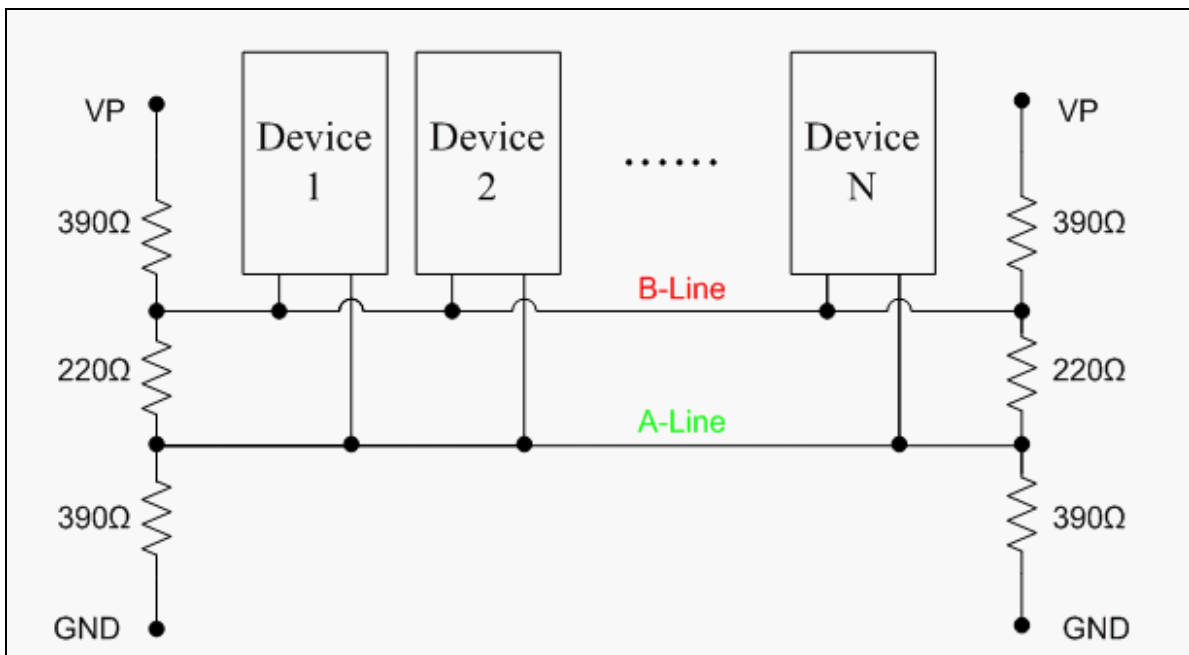 VP
Device
1
Device
2
......
Device
N
VP
390Ω
390Ω
B-Line
220Ω
220Ω
A-Line
390Ω
390Ω
GND
GND